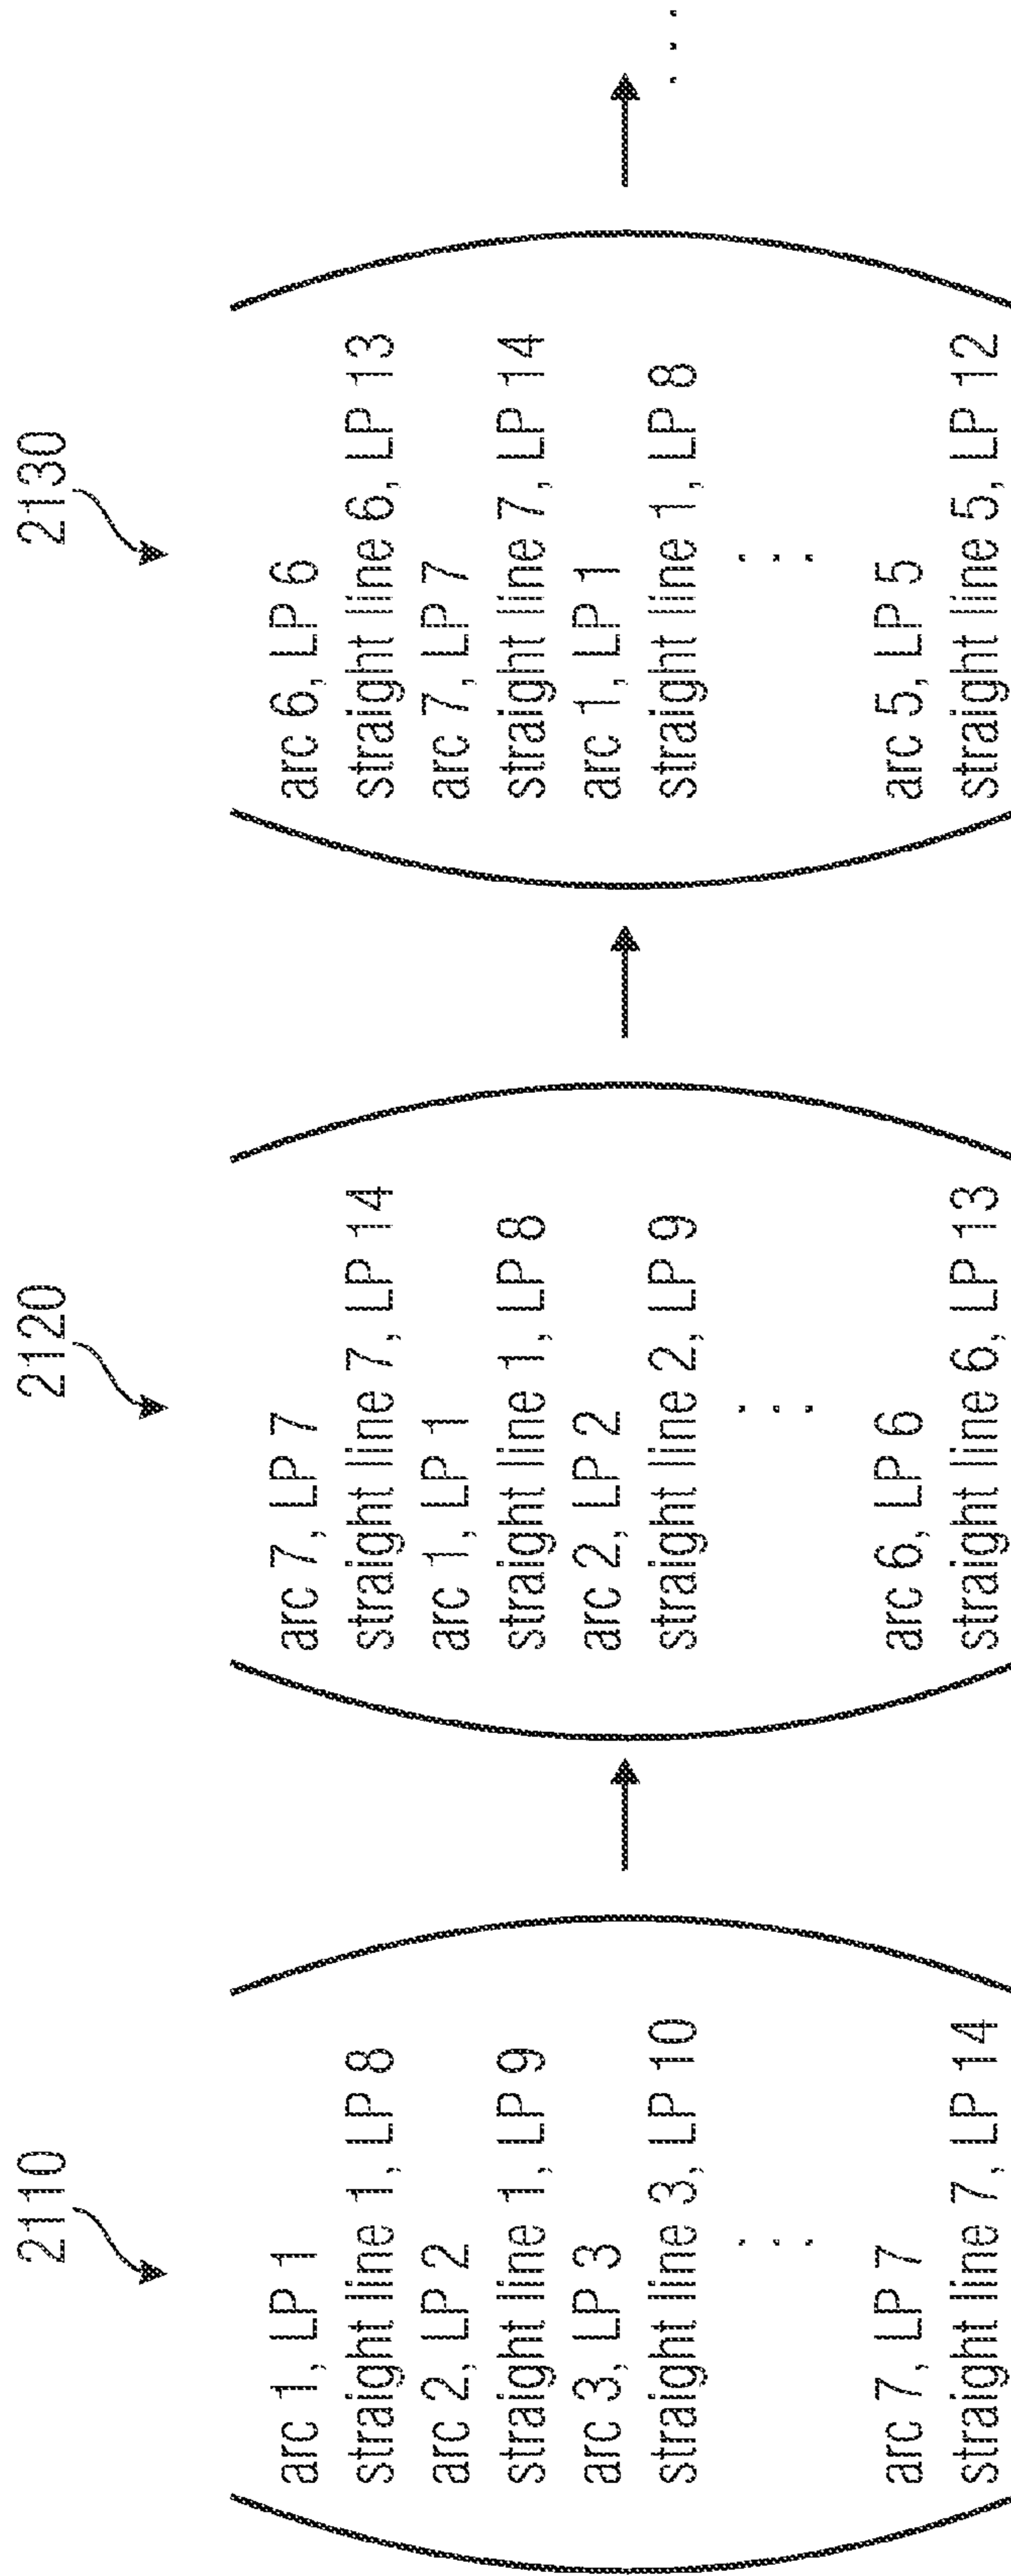 2110
arc 1, LP 1
straight line 1, LP 8
arc 2, LP 2
straight line 1, LP 9
arc 3, LP 3
straight line 3, LP 10
⋮
arc 7, LP 7
straight line 7, LP 14
2120
arc 7, LP 7
straight line 7, LP 14
arc 1, LP 1
straight line 1, LP 8
arc 2, LP 2
straight line 2, LP 9
⋮
arc 6, LP 6
straight line 6, LP 13
2130
arc 6, LP 6
straight line 6, LP 13
arc 7, LP 7
straight line 7, LP 14
arc 1, LP 1
straight line 1, LP 8
⋮
arc 5, LP 5
straight line 5, LP 12
...